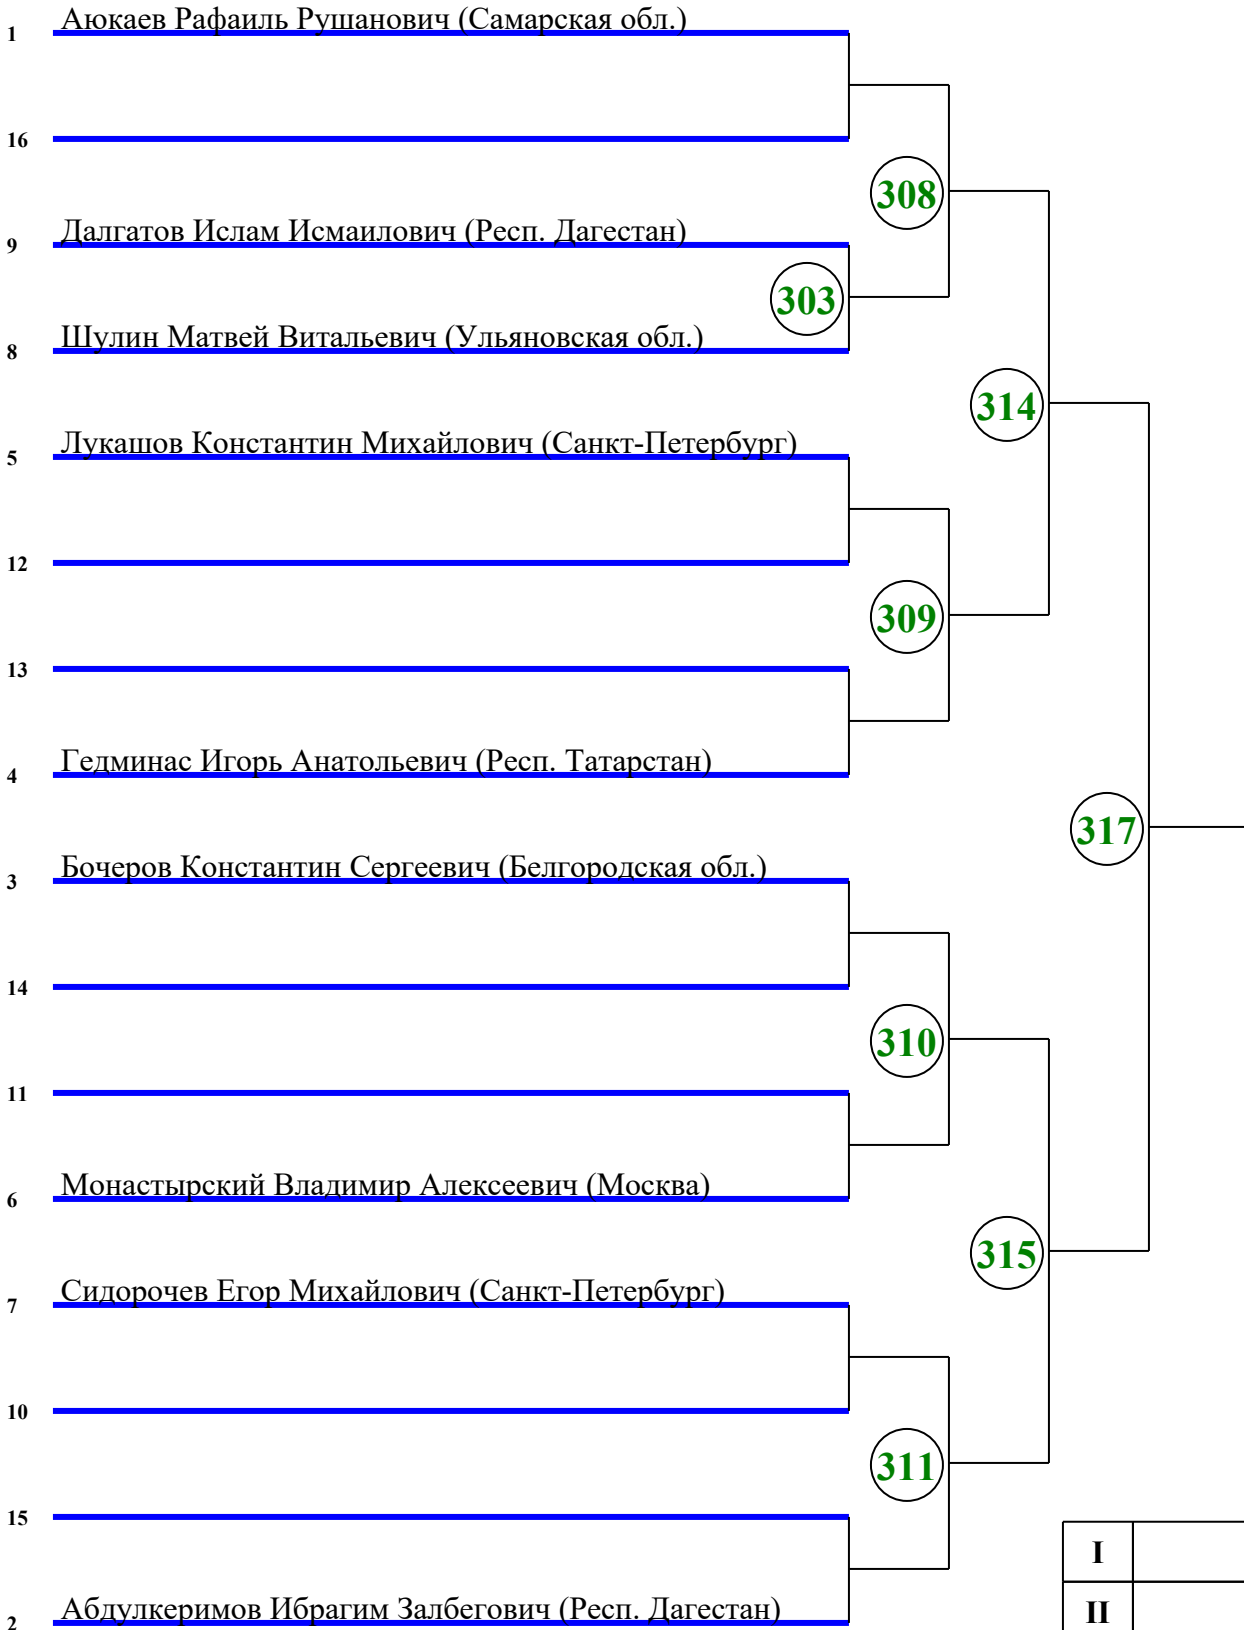 1 Аюкаев Рафаиль Рушанович (Самарская обл.)
16
308
9 Далгатов Ислам Исмаилович (Респ. Дагестан)
303
8 Шулин Матвей Витальевич (Ульяновская обл.)
314
5 Лукашов Константин Михайлович (Санкт-Петербург)
12
309
13
4 Гедминас Игорь Анатольевич (Респ. Татарстан)
317
3 Бочеров Константин Сергеевич (Белгородская обл.)
14
310
11
6 Монастырский Владимир Алексеевич (Москва)
315
7 Сидорочев Егор Михайлович (Санкт-Петербург)
10
311
15
I
2 Абдулкеримов Ибрагим Залбегович (Респ. Дагестан)
II